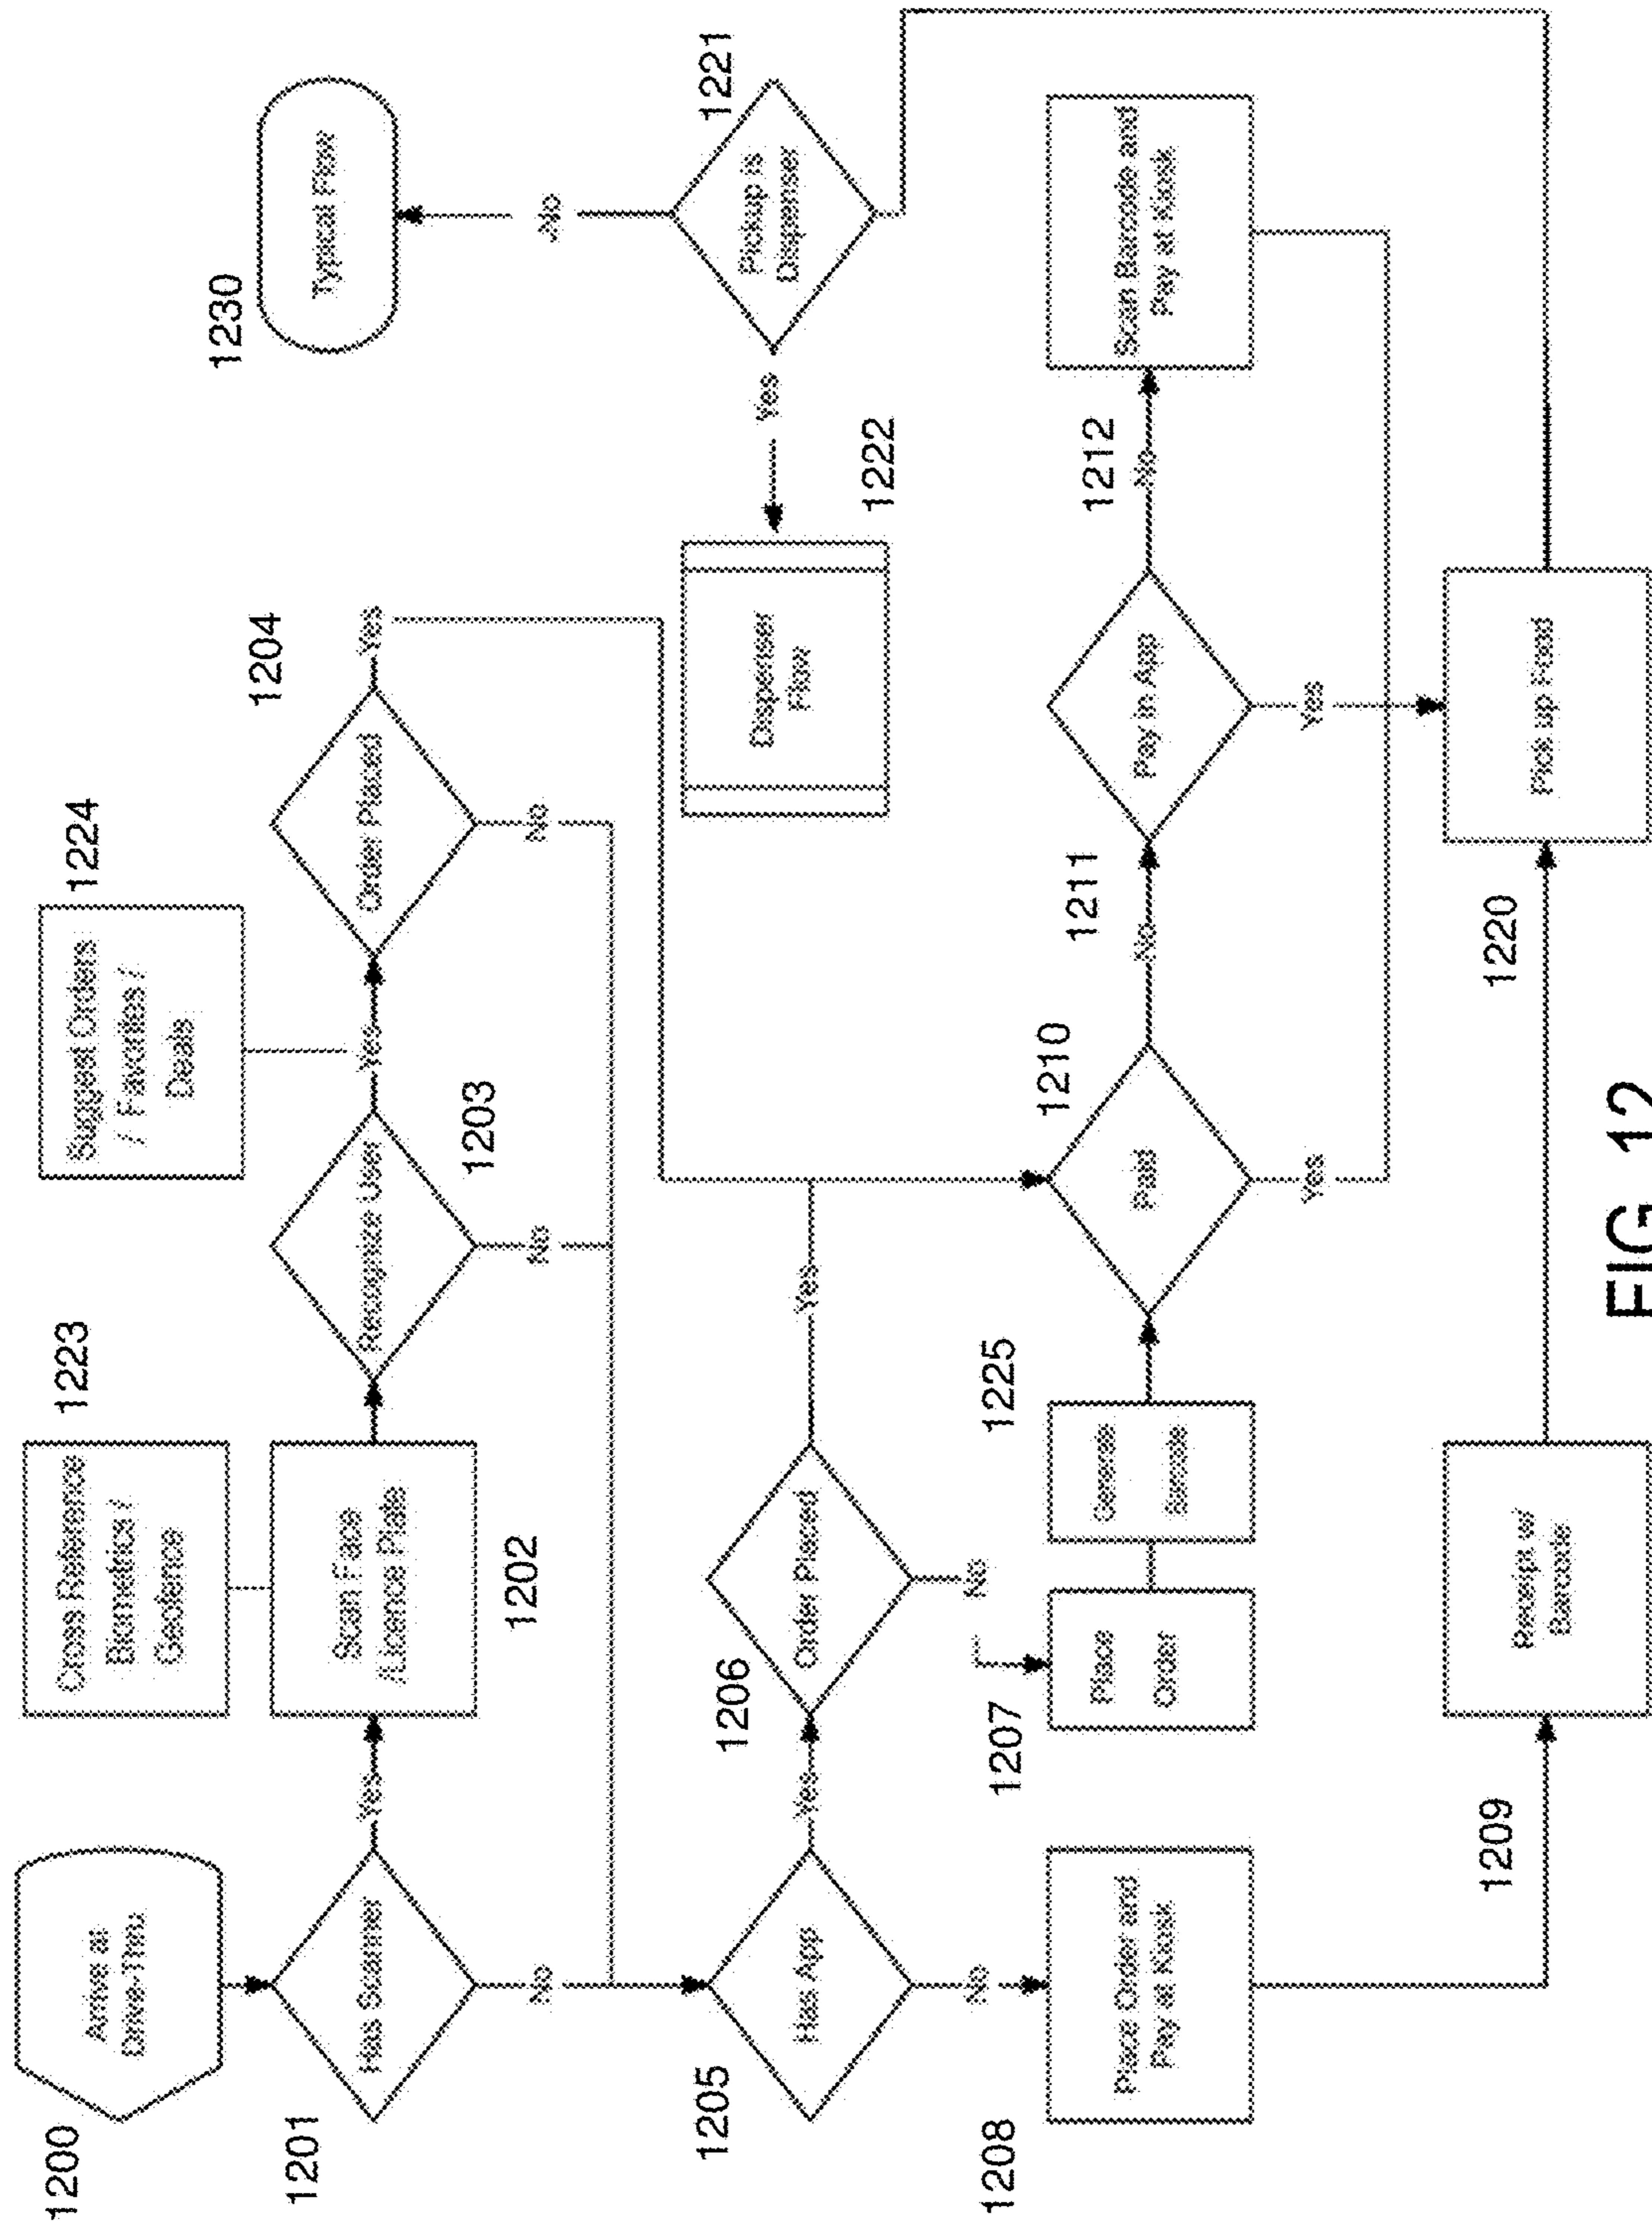 1200
Arrive at
Drive-Thru
1201
Has Scanner
Yes
No
1223
Cross Reference
Biometrics /
Geofence
Scan Face
/Licence Plate
1202
Recognize User
1203
Yes
No
1224
Suggest Orders
/ Favorites /
Deals
Order Placed
1204
Yes
No
1230
Typical Flow
No
Pickup is
Dispenser
1221
Yes
Dispenser
Flow
1222
1205
Has App
Yes
No
1206
Order Placed
Yes
No
1207
Place
Order
1225
Generate
Barcode
Paid
1210
No
Yes
1211
Pay in App
No
Yes
1212
Scan Barcode and
Pay at Kiosk
1208
Place Order and
Pay at Kiosk
1209
Receipt w/
Barcode
1220
Pick up Food
FIG. 12